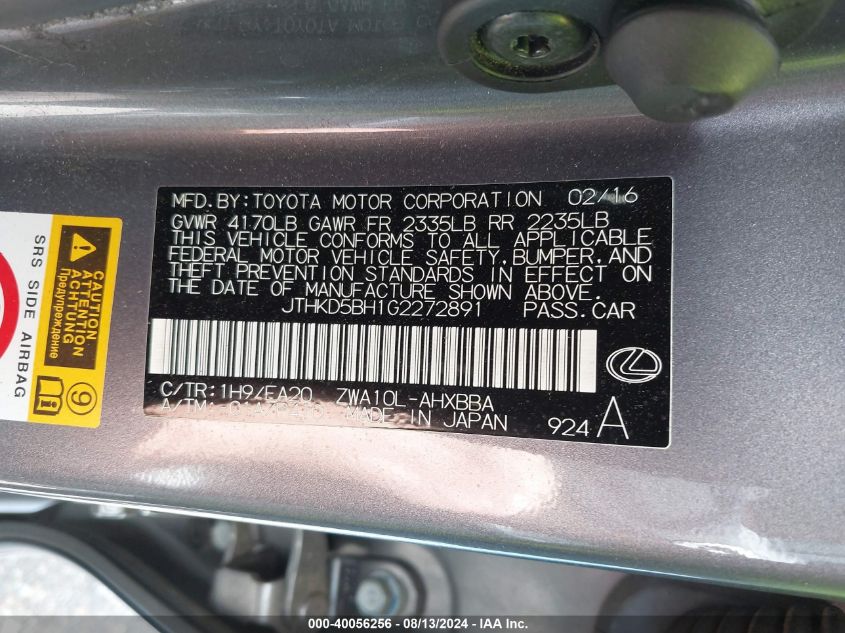 MFD. BY: TOYOTA MOTOR CORPORATION 02/16
GVWR 4170LB GAWR FR 2335LB RR 2235LB
THIS VEHICLE CONFORMS TO ALL APPLICABLE
FEDERAL MOTOR VEHICLE SAFETY, BUMPER, AND
THEFT PREVENTION STANDARDS IN EFFECT ON
THE DATE OF MANUFACTURE SHOWN ABOVE.
JTHKD5BH1G2272891 PASS. CAR
C/TR: 1H9/EA20 ZWA10L-AHXBBA
A/TM: MADE IN JAPAN
924 A
SRS SIDE AIRBAG
CAUTION
ATTENTION
ACHTUNG
Предупреждение
9
000-40056256 - 08/13/2024 - IAA Inc.